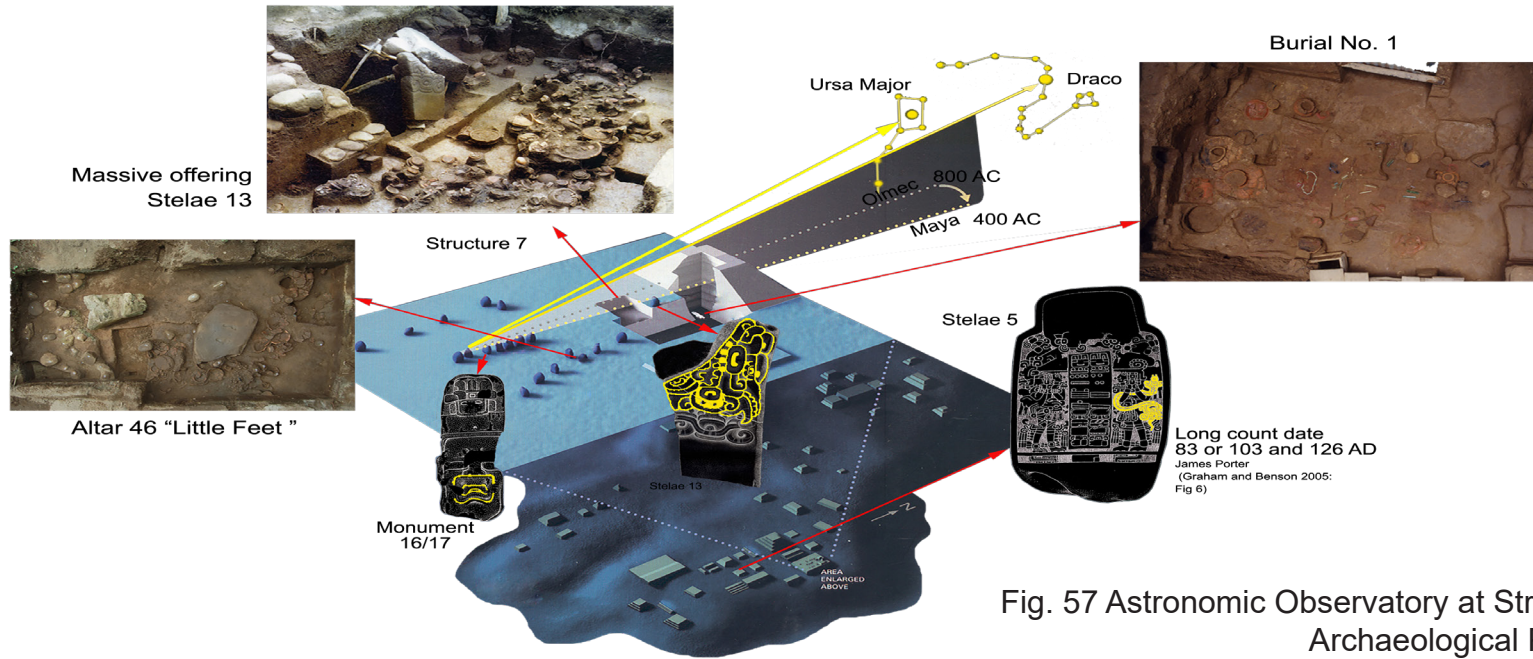 Burial No. 1
Ursa Major
Draco
Massive offering
Stelae 13
Olmec 800 AC
Maya 400 AC
Structure 7
Stelae 5
Altar 46 “Little Feet ”
Long count date
83 or 103 and 126 AD
James Porter
(Graham and Benson 2005:
Fig 6)
Stelae 13
Monument
16/17
N
AREA
ENLARGED
ABOVE
Fig. 57 Astronomic Observatory at Str
Archaeological